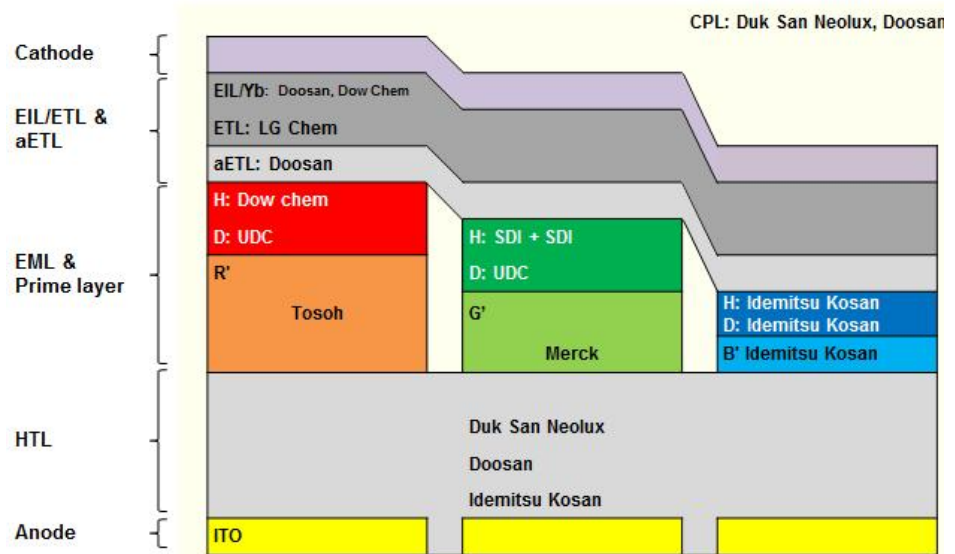 CPL: Duk San Neolux, Doosan
Cathode
EIL/ETL &
aETL
EIL/Yb: Doosan, Dow Chem
ETL: LG Chem
aETL: Doosan
EML &
Prime layer
H: Dow chem
D: UDC
R'
Tosoh
H: SDI + SDI
D: UDC
G'
Merck
H: Idemitsu Kosan
D: Idemitsu Kosan
B' Idemitsu Kosan
HTL
Duk San Neolux
Doosan
Idemitsu Kosan
Anode
ITO